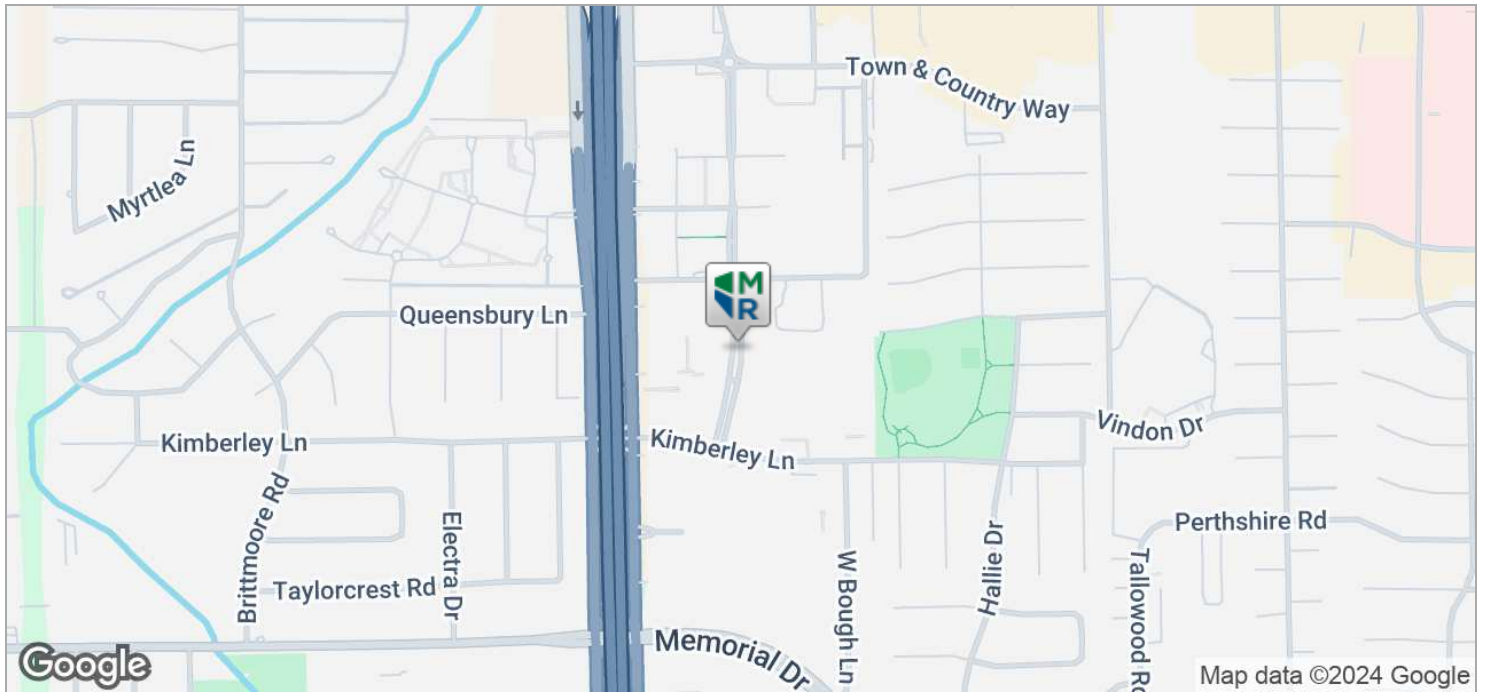 Town & Country Way
Myrtlea Ln
M
R
Queensbury Ln
Kimberley Ln
Kimberley Ln
Vindon Dr
Brittmoore Rd
Electra Dr
Perthshire Rd
Taylorcrest Rd
W Bough Ln
Hallie Dr
Tallowood Rd
Memorial Dr
Google
Map data ©2024 Google